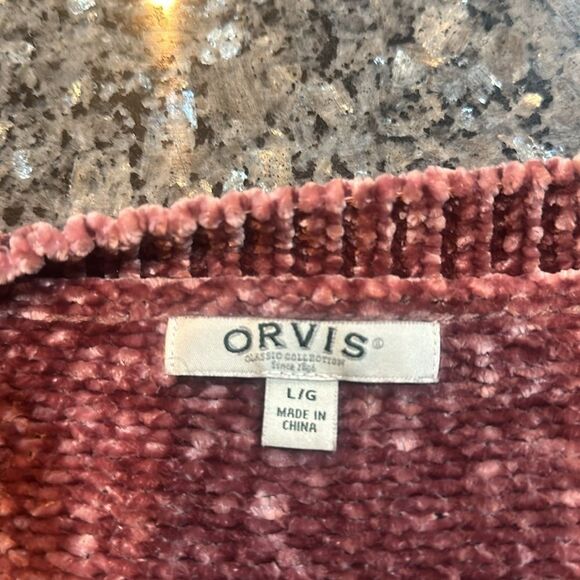 ORVIS
CLASSIC COLLECTION
Since 1856
L/G
MADE IN
CHINA